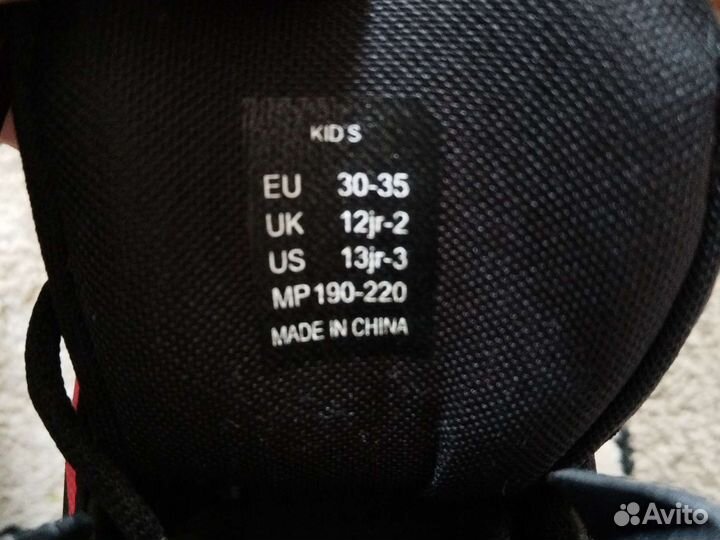 KID'S
EU 30-35
UK 12jr-2
US 13jr-3
MP 190-220
MADE IN CHINA
Avito